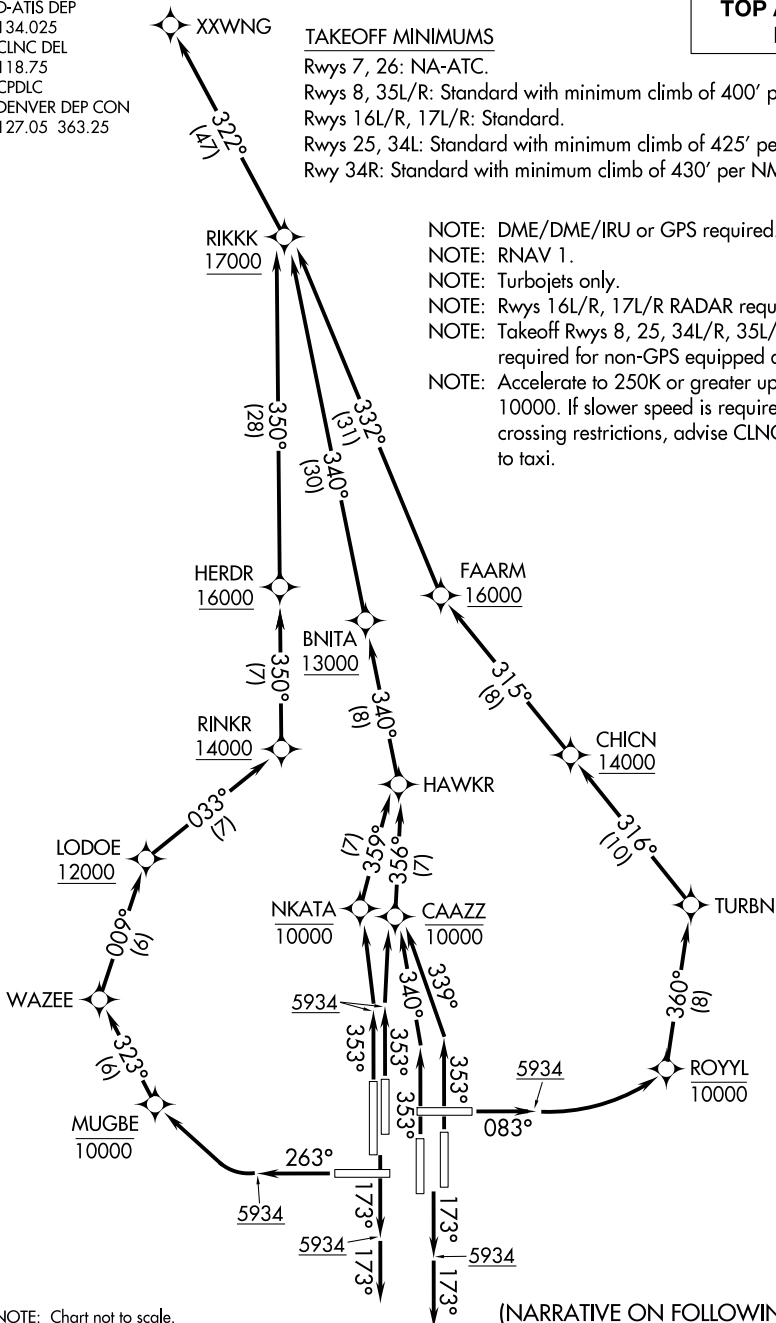 D-ATIS DEP
134.025
CLNC DEL
118.75
CPDLC
DENVER DEP CON
127.05 363.25
XXWNG
TOP A
TAKEOFF MINIMUMS
Rwys 7, 26: NA-ATC.
Rwys 8, 35L/R: Standard with minimum climb of 400' p
Rwys 16L/R, 17L/R: Standard.
Rwys 25, 34L: Standard with minimum climb of 425' pe
Rwy 34R: Standard with minimum climb of 430' per NM
322°
(47)
RIKKK
17000
NOTE: DME/DME/IRU or GPS required.
NOTE: RNAV 1.
NOTE: Turbojets only.
NOTE: Rwys 16L/R, 17L/R RADAR requ
NOTE: Takeoff Rwys 8, 25, 34L/R, 35L/
required for non-GPS equipped a
NOTE: Accelerate to 250K or greater up
10000. If slower speed is require
crossing restrictions, advise CLNC
to taxi.
350°
(28)
340°
(30)
332°
(31)
HERDR
16000
BNITA
13000
FAARM
16000
350°
(7)
340°
(8)
315°
(8)
RINKR
14000
CHICN
14000
HAWKR
033°
(7)
359°
(7)
356°
(7)
316°
(10)
LODOE
12000
NKATA
10000
CAAZZ
10000
TURBN
009°
(6)
WAZEE
340°
339°
360°
(8)
5934
353°
353°
353°
353°
323°
(6)
ROYYL
10000
5934
083°
MUGBE
10000
263°
5934
173°
173°
5934
5934
173°
173°
NOTE: Chart not to scale.
(NARRATIVE ON FOLLOWIN